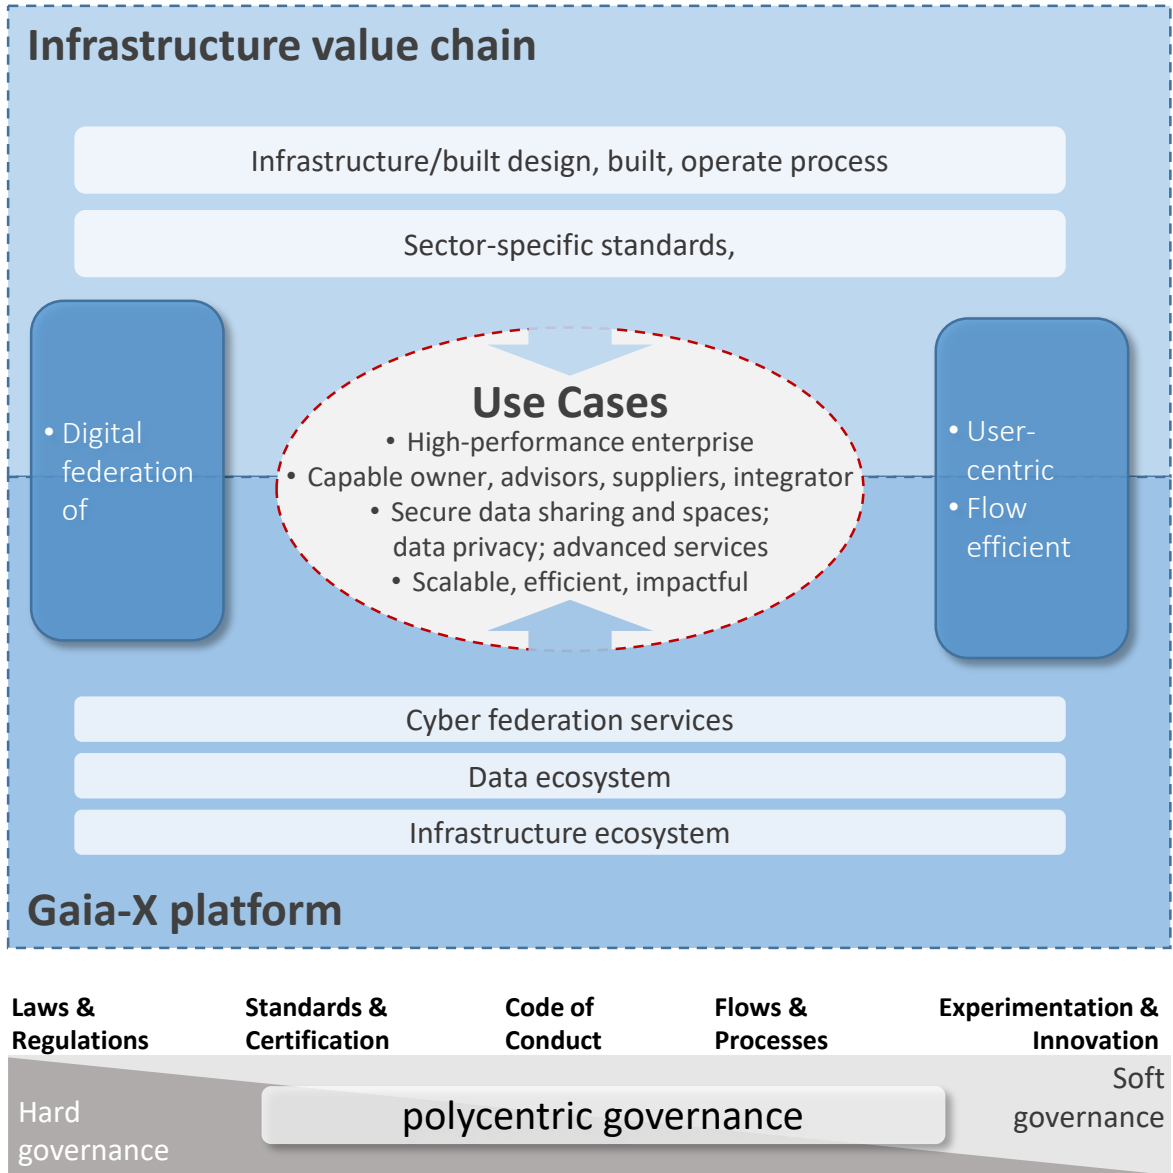 Infrastructure value chain
Infrastructure/built design, built, operate process
Sector-specific standards,
• Digital
federation
of
Use Cases
• High-performance enterprise
• Capable owner, advisors, suppliers, integrator
• Secure data sharing and spaces;
data privacy; advanced services
• Scalable, efficient, impactful
• User-
centric
• Flow
efficient
Cyber federation services
Data ecosystem
Infrastructure ecosystem
Gaia-X platform
Laws &
Regulations
Standards &
Certification
Code of
Conduct
Flows &
Processes
Experimentation &
Innovation
Hard
governance
polycentric governance
Soft
governance